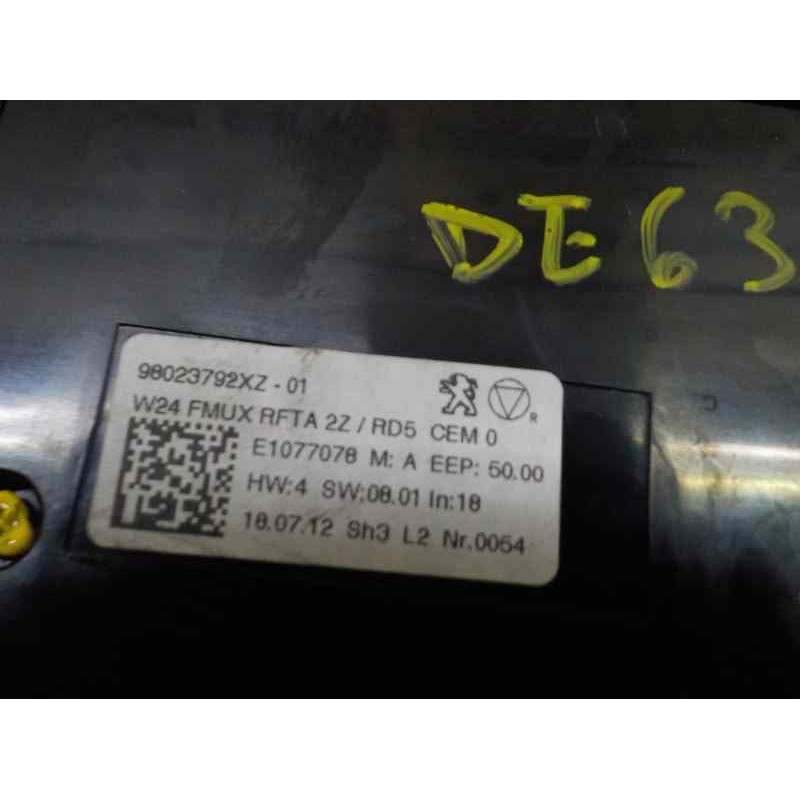 DE63
98023792XZ - 01
W24 FMUX RFTA 2Z / RD5 CEM 0
E1077078 M: A EEP: 50.00
HW:4 SW:08.01 In:18
18.07.12 Sh3 L2 Nr.0054
R